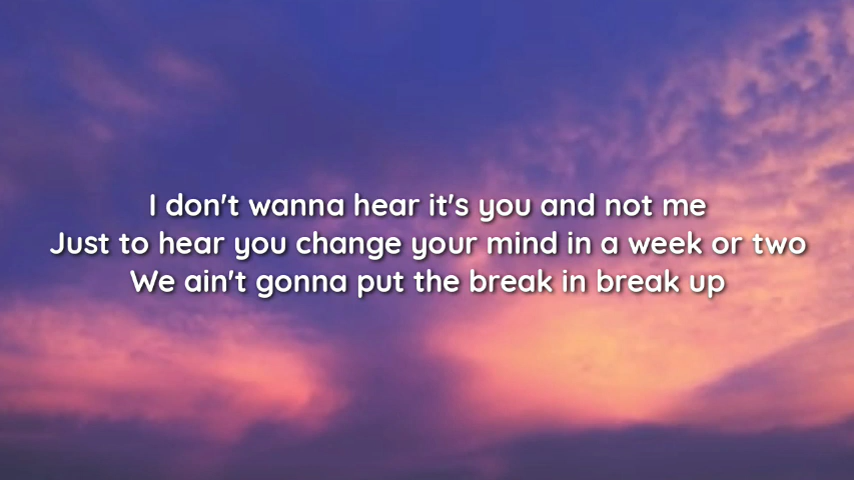 I don't wanna hear it's you and not me
Just to hear you change your mind in a week or two
We ain't gonna put the break in break up